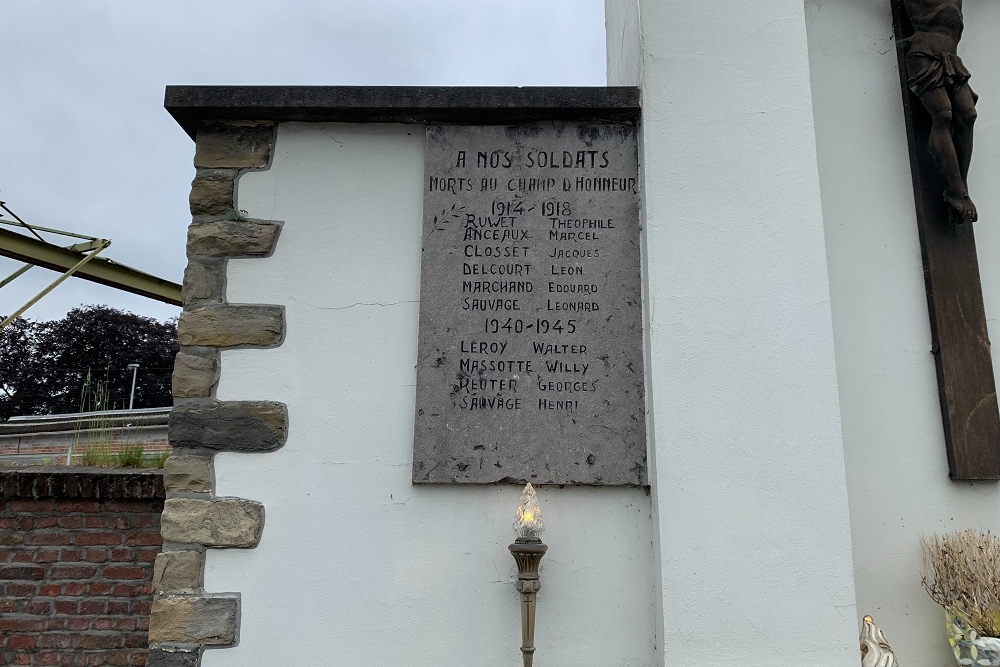 A NOS SOLDATS
MORTS AU CHAMP D'HONNEUR
1914-1918
RUWET THEOPHILE
ANCEAUX MARCEL
CLOSSET JACQUES
DELCOURT LEON
MARCHAND EDOUARD
SAUVAGE LEONARD
1940-1945
LEROY WALTER
MASSOTTE WILLY
REUTER GEORGES
SAUVAGE HENRI